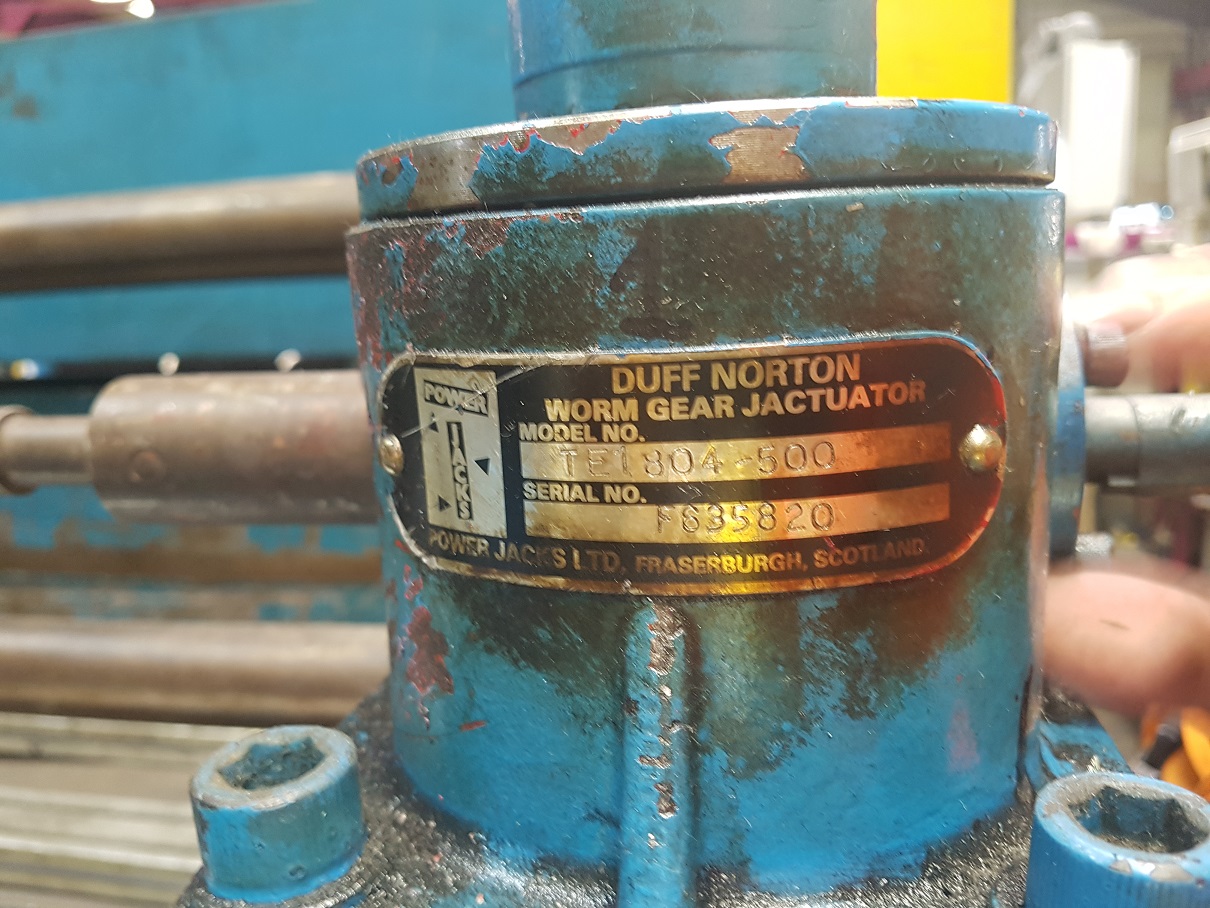 POWER
JACKS
DUFF NORTON
WORM GEAR JACTUATOR
MODEL NO.
TE1804-500
SERIAL NO.
F635820
POWER JACKS LTD. FRASERBURGH, SCOTLAND.